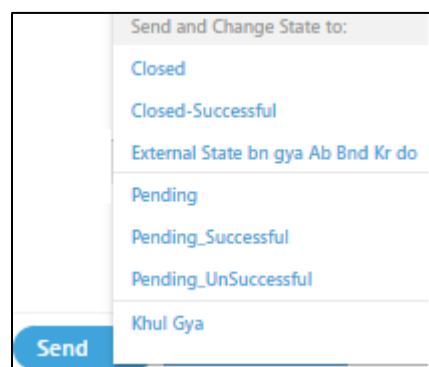 Send and Change State to:
Closed
Closed-Successful
External State bn gya Ab Bnd Kr do
Pending
Pending_Successful
Pending_UnSuccessful
Khul Gya
Send